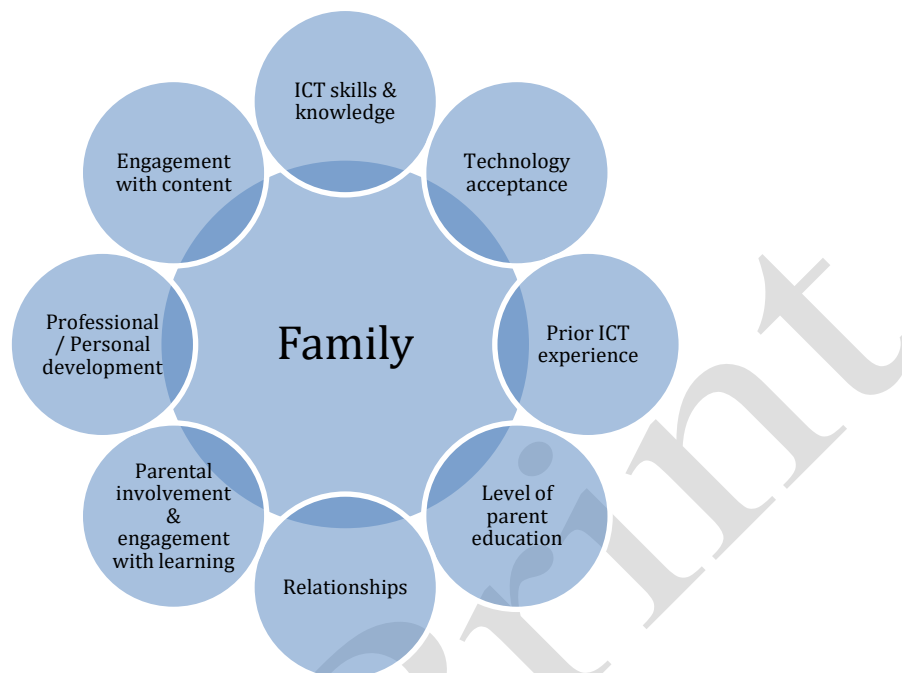 ICT skills &
knowledge
Technology
acceptance
Prior ICT
experience
Level of
parent
education
Relationships
Parental
involvement
&
engagement
with learning
Professional
/ Personal
development
Engagement
with content
Family
rint